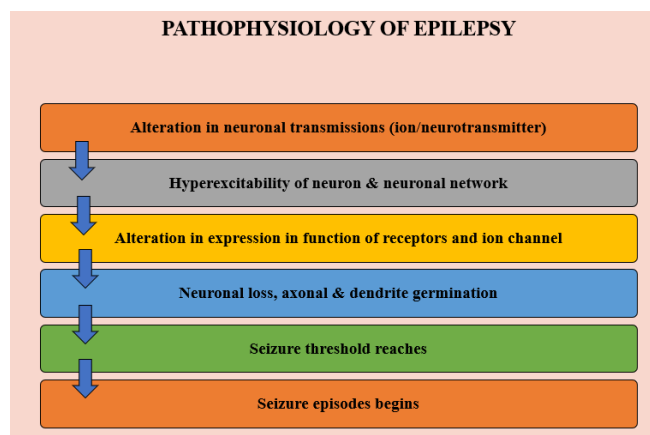 PATHOPHYSIOLOGY OF EPILEPSY
Alteration in neuronal transmissions (ion/neurotransmitter)
Hyperexcitability of neuron & neuronal network
Alteration in expression in function of receptors and ion channel
Neuronal loss, axonal & dendrite germination
Seizure threshold reaches
Seizure episodes begins